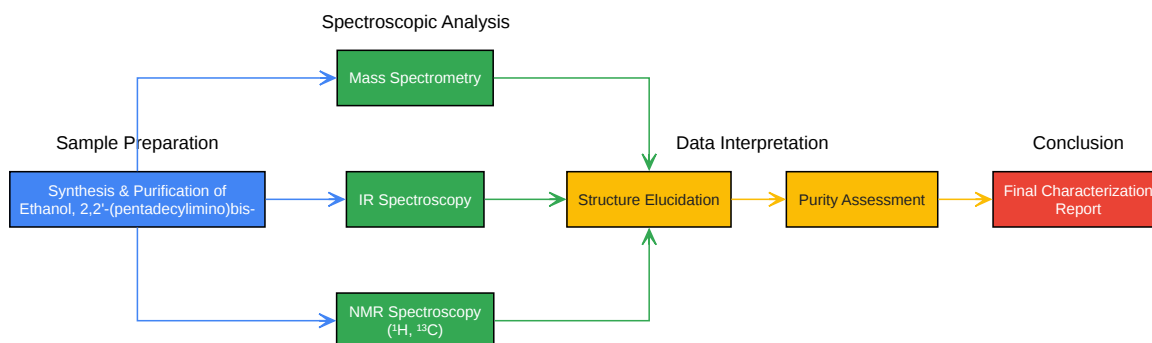 Spectroscopic Analysis
Mass Spectrometry
Sample Preparation
Data Interpretation
Conclusion
Synthesis & Purification of
Ethanol, 2,2'-(pentadecylimino)bis-
IR Spectroscopy
Structure Elucidation
Purity Assessment
Final Characterization
Report
NMR Spectroscopy
(¹H, ¹³C)